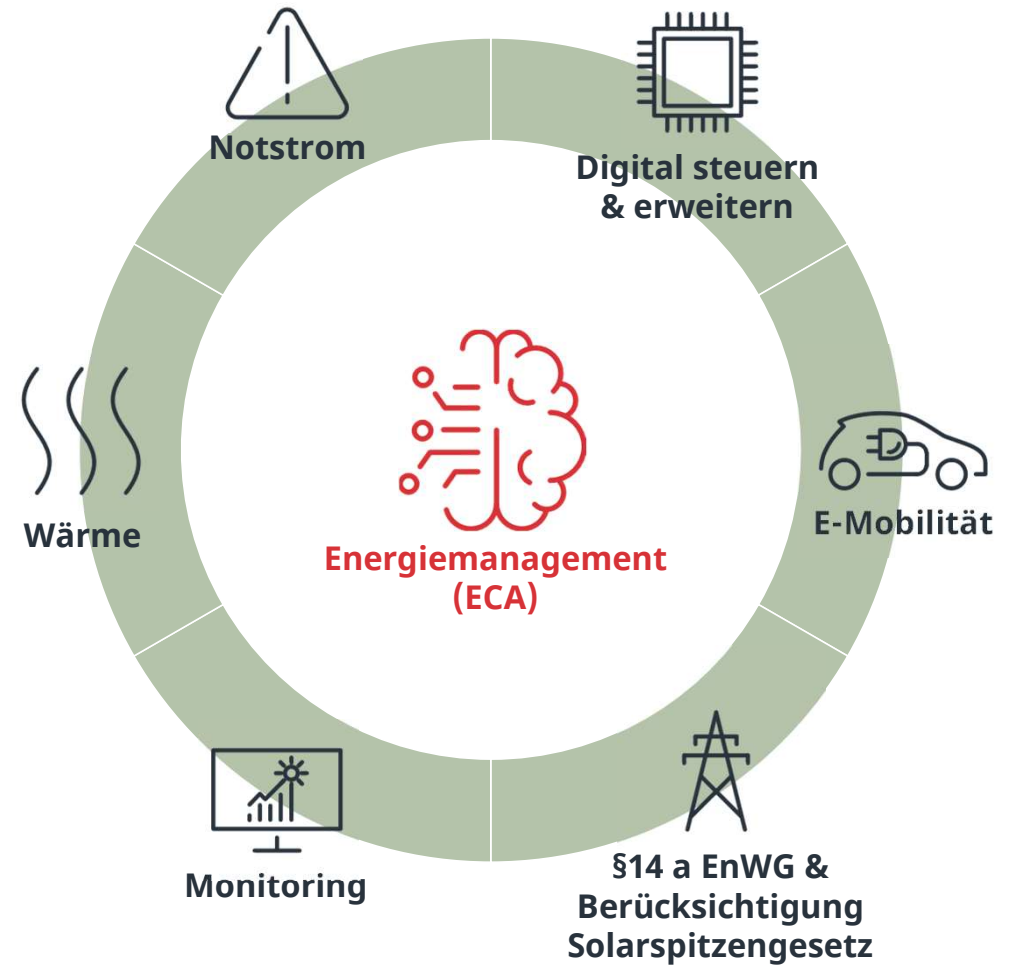 Notstrom
Digital steuern
& erweitern
Wärme
E-Mobilität
Energiemanagement
(ECA)
Monitoring
§14 a EnWG &
Berücksichtigung
Solarspitzengesetz